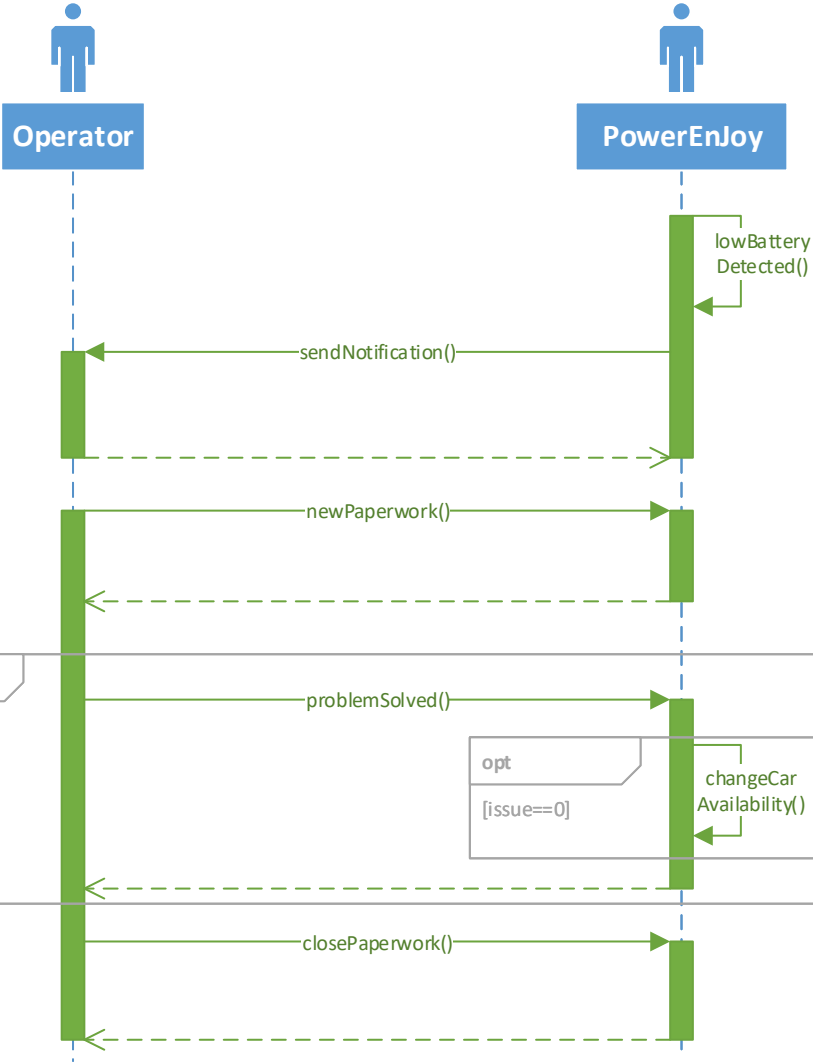 Operator
PowerEnJoy
lowBattery
Detected()
sendNotification()
newPaperwork()
problemSolved()
opt
changeCar
[issue==0]
Availability()
closePaperwork()